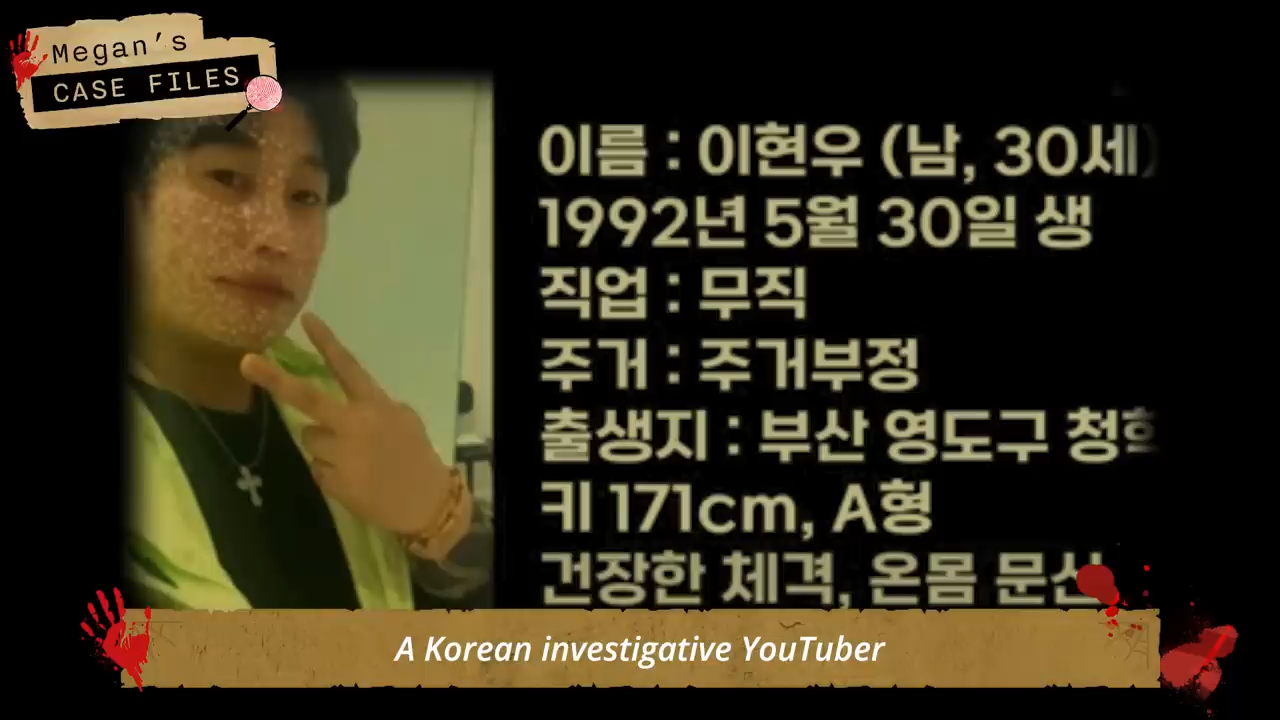 Megan's
CASE FILES
이름 : 이현우 (남, 30세)
1992년 5월 30일 생
직업 : 무직
주거 : 주거부정
출생지 : 부산 영도구
키 171cm, A형
건장한 체격, 온몸 문신
A Korean investigative YouTuber